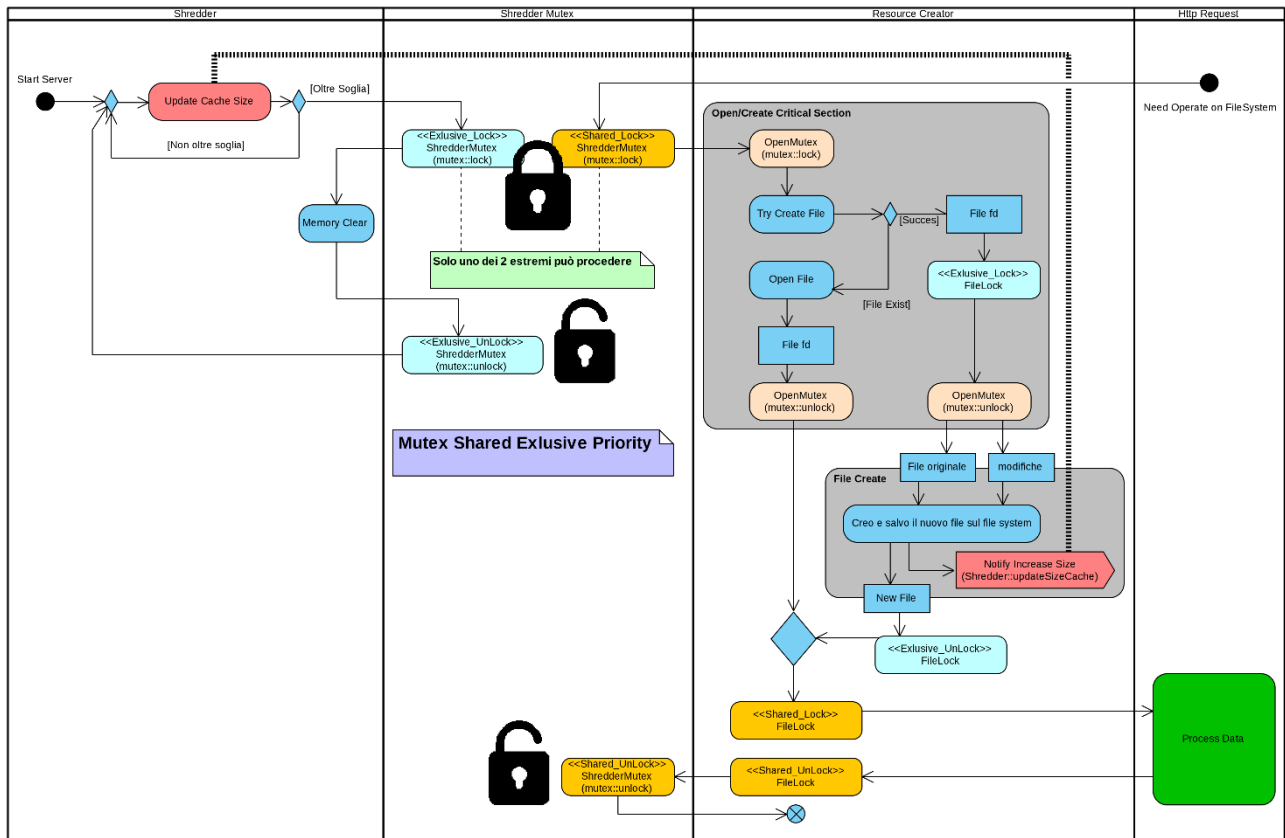 Shredder
Shredder Mutex
Resource Creator
Http Request
Start Server
Update Cache Size
[Oltre Soglia]
[Non oltre soglia]
Need Operate on FileSystem
<<Exlusive_Lock>>
ShredderMutex
(mutex::lock)
<<Shared_Lock>>
ShredderMutex
(mutex::lock)
Open/Create Critical Section
OpenMutex
(mutex::lock)
Memory Clear
Try Create File
[Succes]
File fd
Solo uno dei 2 estremi può procedere
Open File
<<Exlusive_Lock>>
FileLock
[File Exist]
<<Exlusive_UnLock>>
ShredderMutex
(mutex::unlock)
File fd
OpenMutex
(mutex::unlock)
OpenMutex
(mutex::unlock)
Mutex Shared Exlusive Priority
File originale
modifiche
File Create
Creo e salvo il nuovo file sul file system
Notify Increase Size
(Shredder::updateSizeCache)
New File
<<Exlusive_UnLock>>
FileLock
<<Shared_Lock>>
FileLock
Process Data
<<Shared_UnLock>>
ShredderMutex
(mutex::unlock)
<<Shared_UnLock>>
FileLock